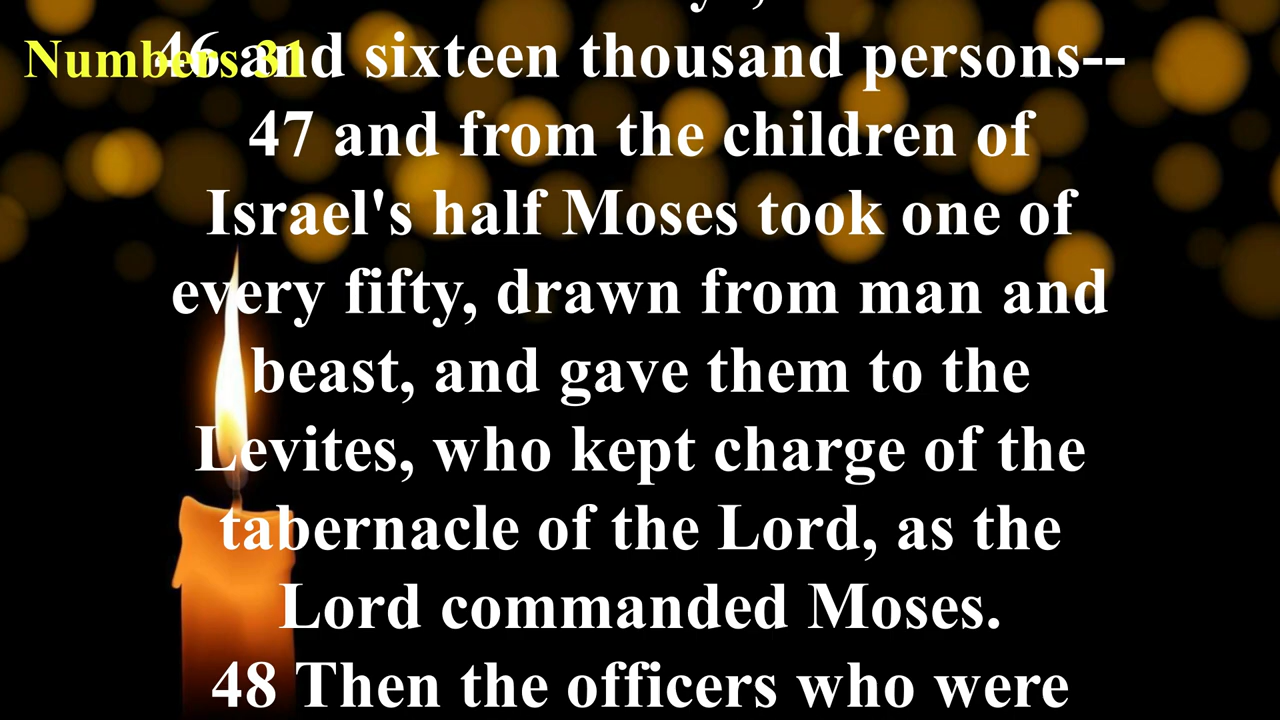 Numbers 31
46 and sixteen thousand persons--
47 and from the children of
Israel's half Moses took one of
every fifty, drawn from man and
beast, and gave them to the
Levites, who kept charge of the
tabernacle of the Lord, as the
Lord commanded Moses.
48 Then the officers who were